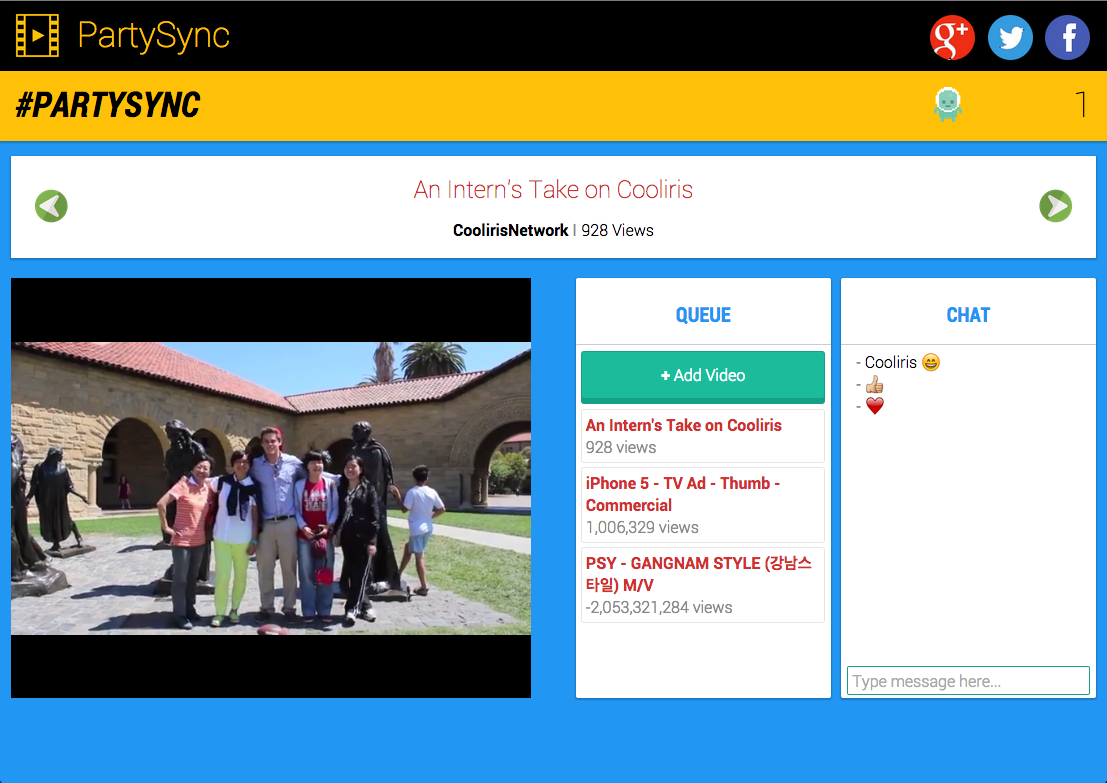 PartySync
g+
f
#PARTYSYNC
1
An Intern's Take on Cooliris
CoolirisNetwork | 928 Views
QUEUE
+ Add Video
An Intern's Take on Cooliris
928 views
iPhone 5 - TV Ad - Thumb -
Commercial
1,006,329 views
PSY - GANGNAM STYLE (강남스
타일) M/V
-2,053,321,284 views
CHAT
- Cooliris 😄
- 👍🏼
- ❤️
Type message here...